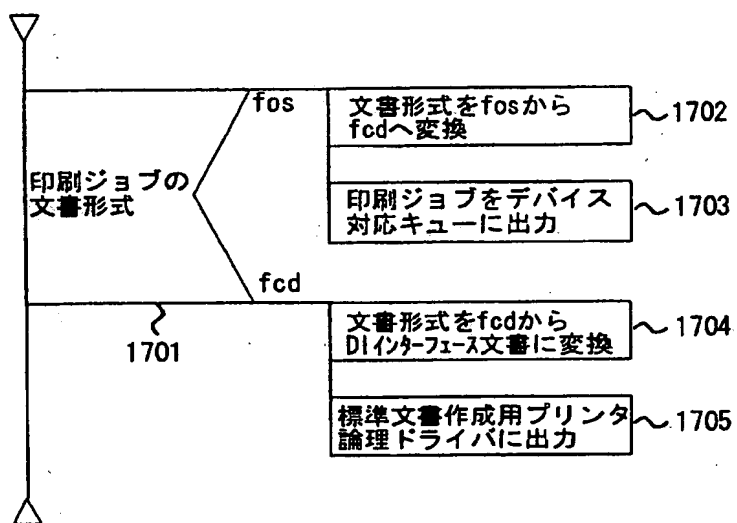 fos
文書形式をfosから
fcdへ変換
1702
印刷ジョブの
文書形式
印刷ジョブをデバイス
対応キューに出力
1703
fcd
1701
文書形式をfcdから
DIインターフェース文書に変換
1704
標準文書作成用プリンタ
論理ドライバに出力
1705